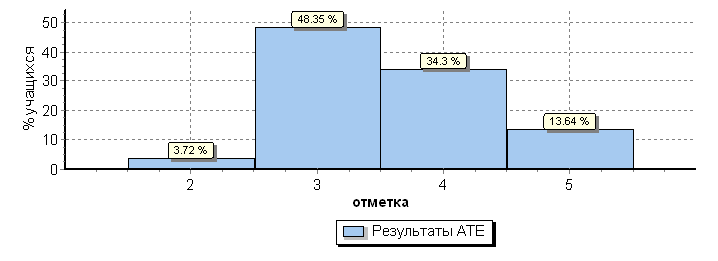 % учащихся
50
40
30
20
10
0
3.72 %
48.35 %
34.3 %
13.64 %
2 3 4 5
отметка
Результаты АТЕ